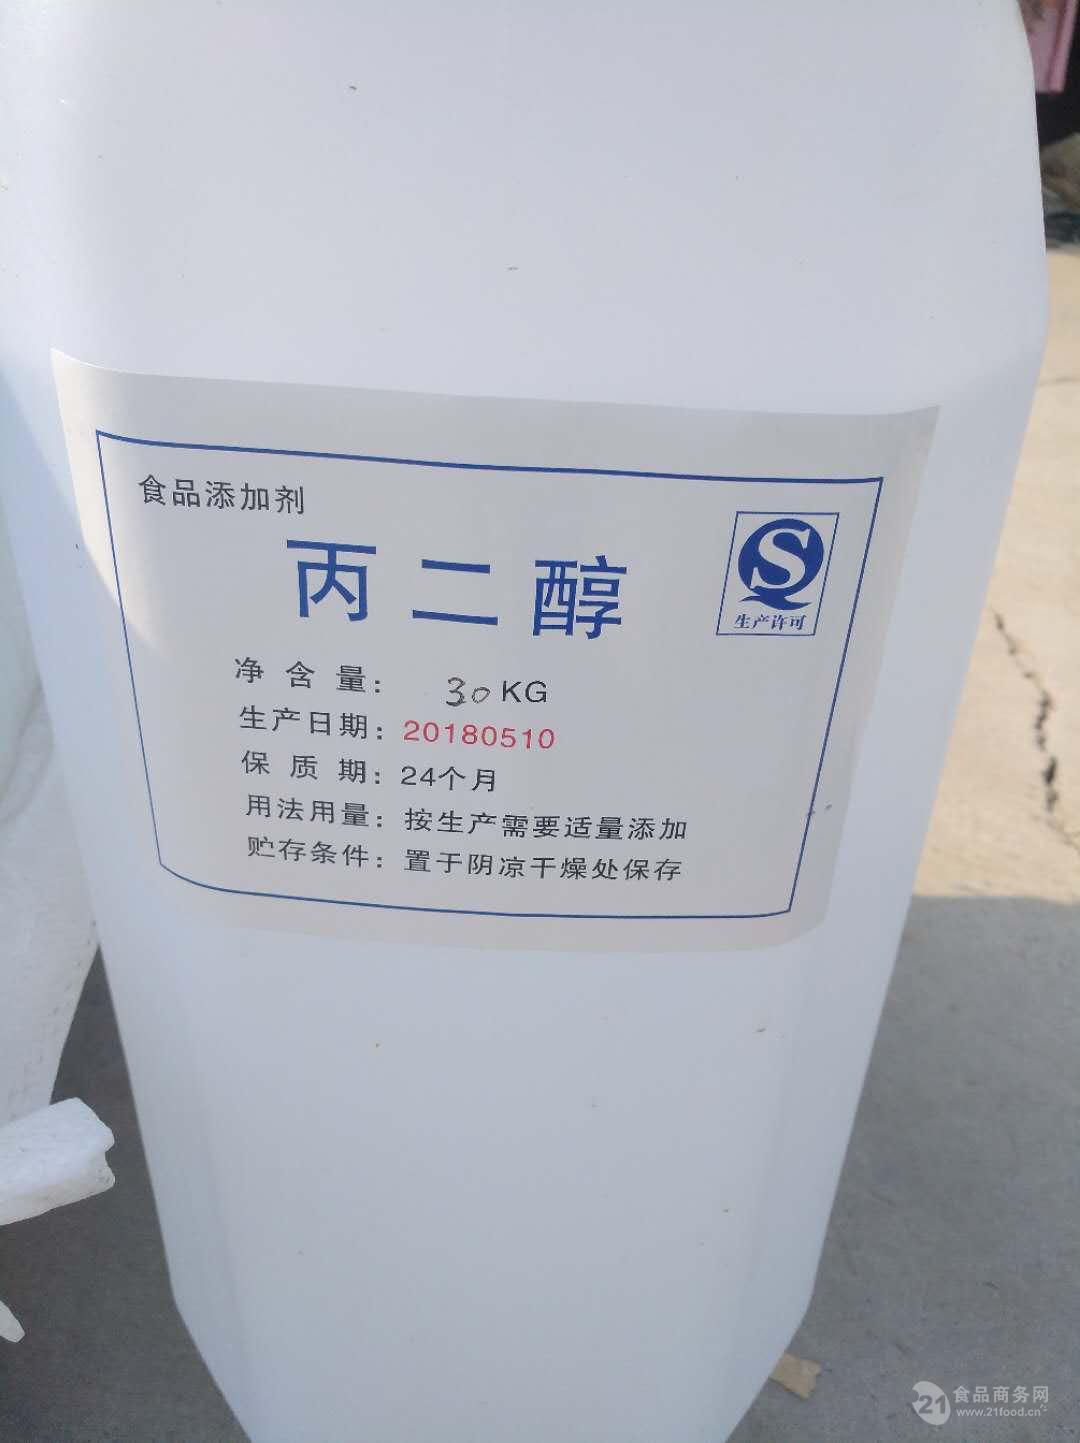 食品添加剂
丙二醇
QS
生产许可
净含量： 30KG
生产日期：20180510
保质期：24个月
用法用量：按生产需要适量添加
贮存条件：置于阴凉干燥处保存
21 食品商务网
www.21food.cn